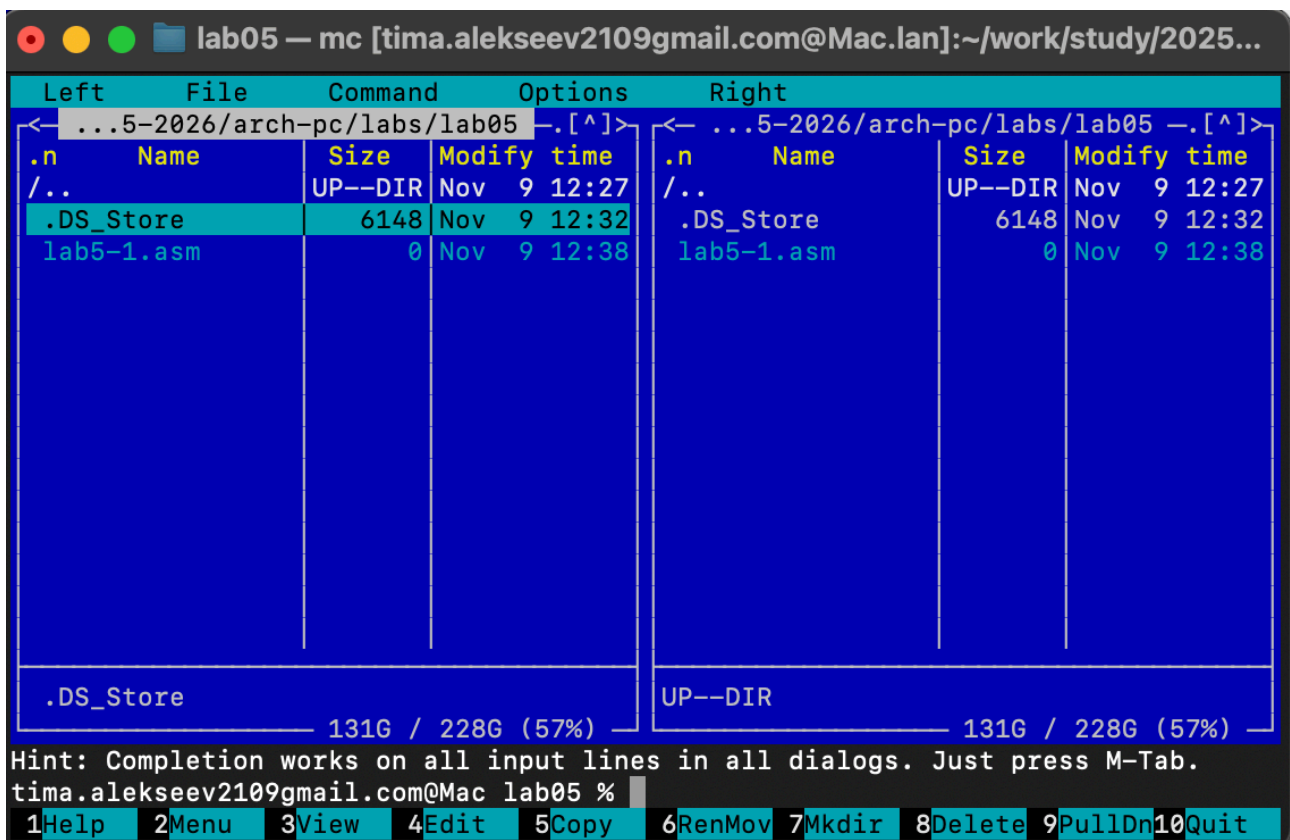 lab05 — mc [tima.alekseev2109gmail.com@Mac.lan]:~/work/study/2025...
Left File Command Options Right
<— ...5-2026/arch-pc/labs/lab05 —.[^]> <— ...5-2026/arch-pc/labs/lab05 —.[^]>
.n Name Size Modify time .n Name Size Modify time
/.. UP--DIR Nov 9 12:27 /.. UP--DIR Nov 9 12:27
.DS_Store 6148 Nov 9 12:32 .DS_Store 6148 Nov 9 12:32
lab5-1.asm 0 Nov 9 12:38 lab5-1.asm 0 Nov 9 12:38
.DS_Store UP--DIR
131G / 228G (57%) 131G / 228G (57%)
Hint: Completion works on all input lines in all dialogs. Just press M-Tab.
tima.alekseev2109gmail.com@Mac lab05 %
1Help 2Menu 3View 4Edit 5Copy 6RenMov 7Mkdir 8Delete 9PullDn 10Quit